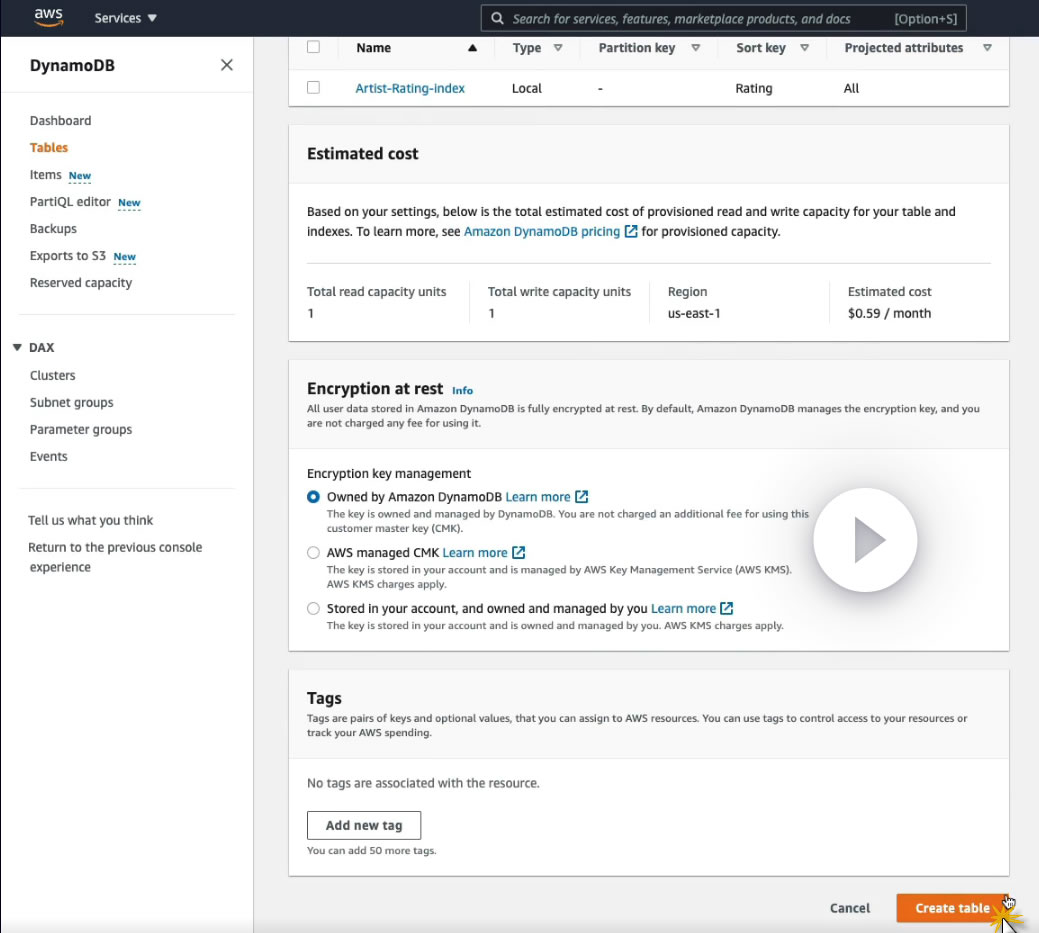 aws
Services ▼
Search for services, features, marketplace products, and docs [Option+S]
DynamoDB
Dashboard
Tables
Items New
PartiQL editor New
Backups
Exports to S3 New
Reserved capacity
▼ DAX
Clusters
Subnet groups
Parameter groups
Events
Tell us what you think
Return to the previous console
experience
Name Type Partition key Sort key Projected attributes
Artist-Rating-index Local - Rating All
Estimated cost
Based on your settings, below is the total estimated cost of provisioned read and write capacity for your table and
indexes. To learn more, see Amazon DynamoDB pricing for provisioned capacity.
Total read capacity units Total write capacity units Region Estimated cost
1 1 us-east-1 $0.59 / month
Encryption at rest Info
All user data stored in Amazon DynamoDB is fully encrypted at rest. By default, Amazon DynamoDB manages the encryption key, and you
are not charged any fee for using it.
Encryption key management
Owned by Amazon DynamoDB Learn more
The key is owned and managed by DynamoDB. You are not charged an additional fee for using this
customer master key (CMK).
AWS managed CMK Learn more
The key is stored in your account and is managed by AWS Key Management Service (AWS KMS).
AWS KMS charges apply.
Stored in your account, and owned and managed by you Learn more
The key is stored in your account and is owned and managed by you. AWS KMS charges apply.
Tags
Tags are pairs of keys and optional values, that you can assign to AWS resources. You can use tags to control access to your resources or
track your AWS spending.
No tags are associated with the resource.
Add new tag
You can add 50 more tags.
Cancel Create table